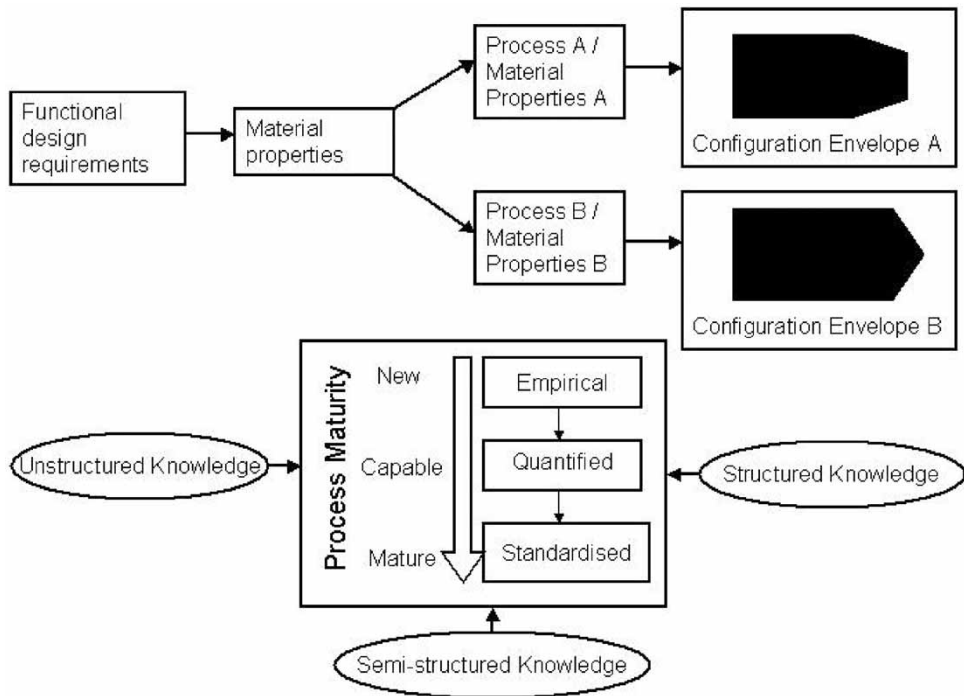 Functional
design
requirements
Material
properties
Process A /
Material
Properties A
Configuration Envelope A
Process B /
Material
Properties B
Configuration Envelope B
Process Maturity
New
Empirical
Capable
Quantified
Mature
Standardised
Unstructured Knowledge
Structured Knowledge
Semi-structured Knowledge